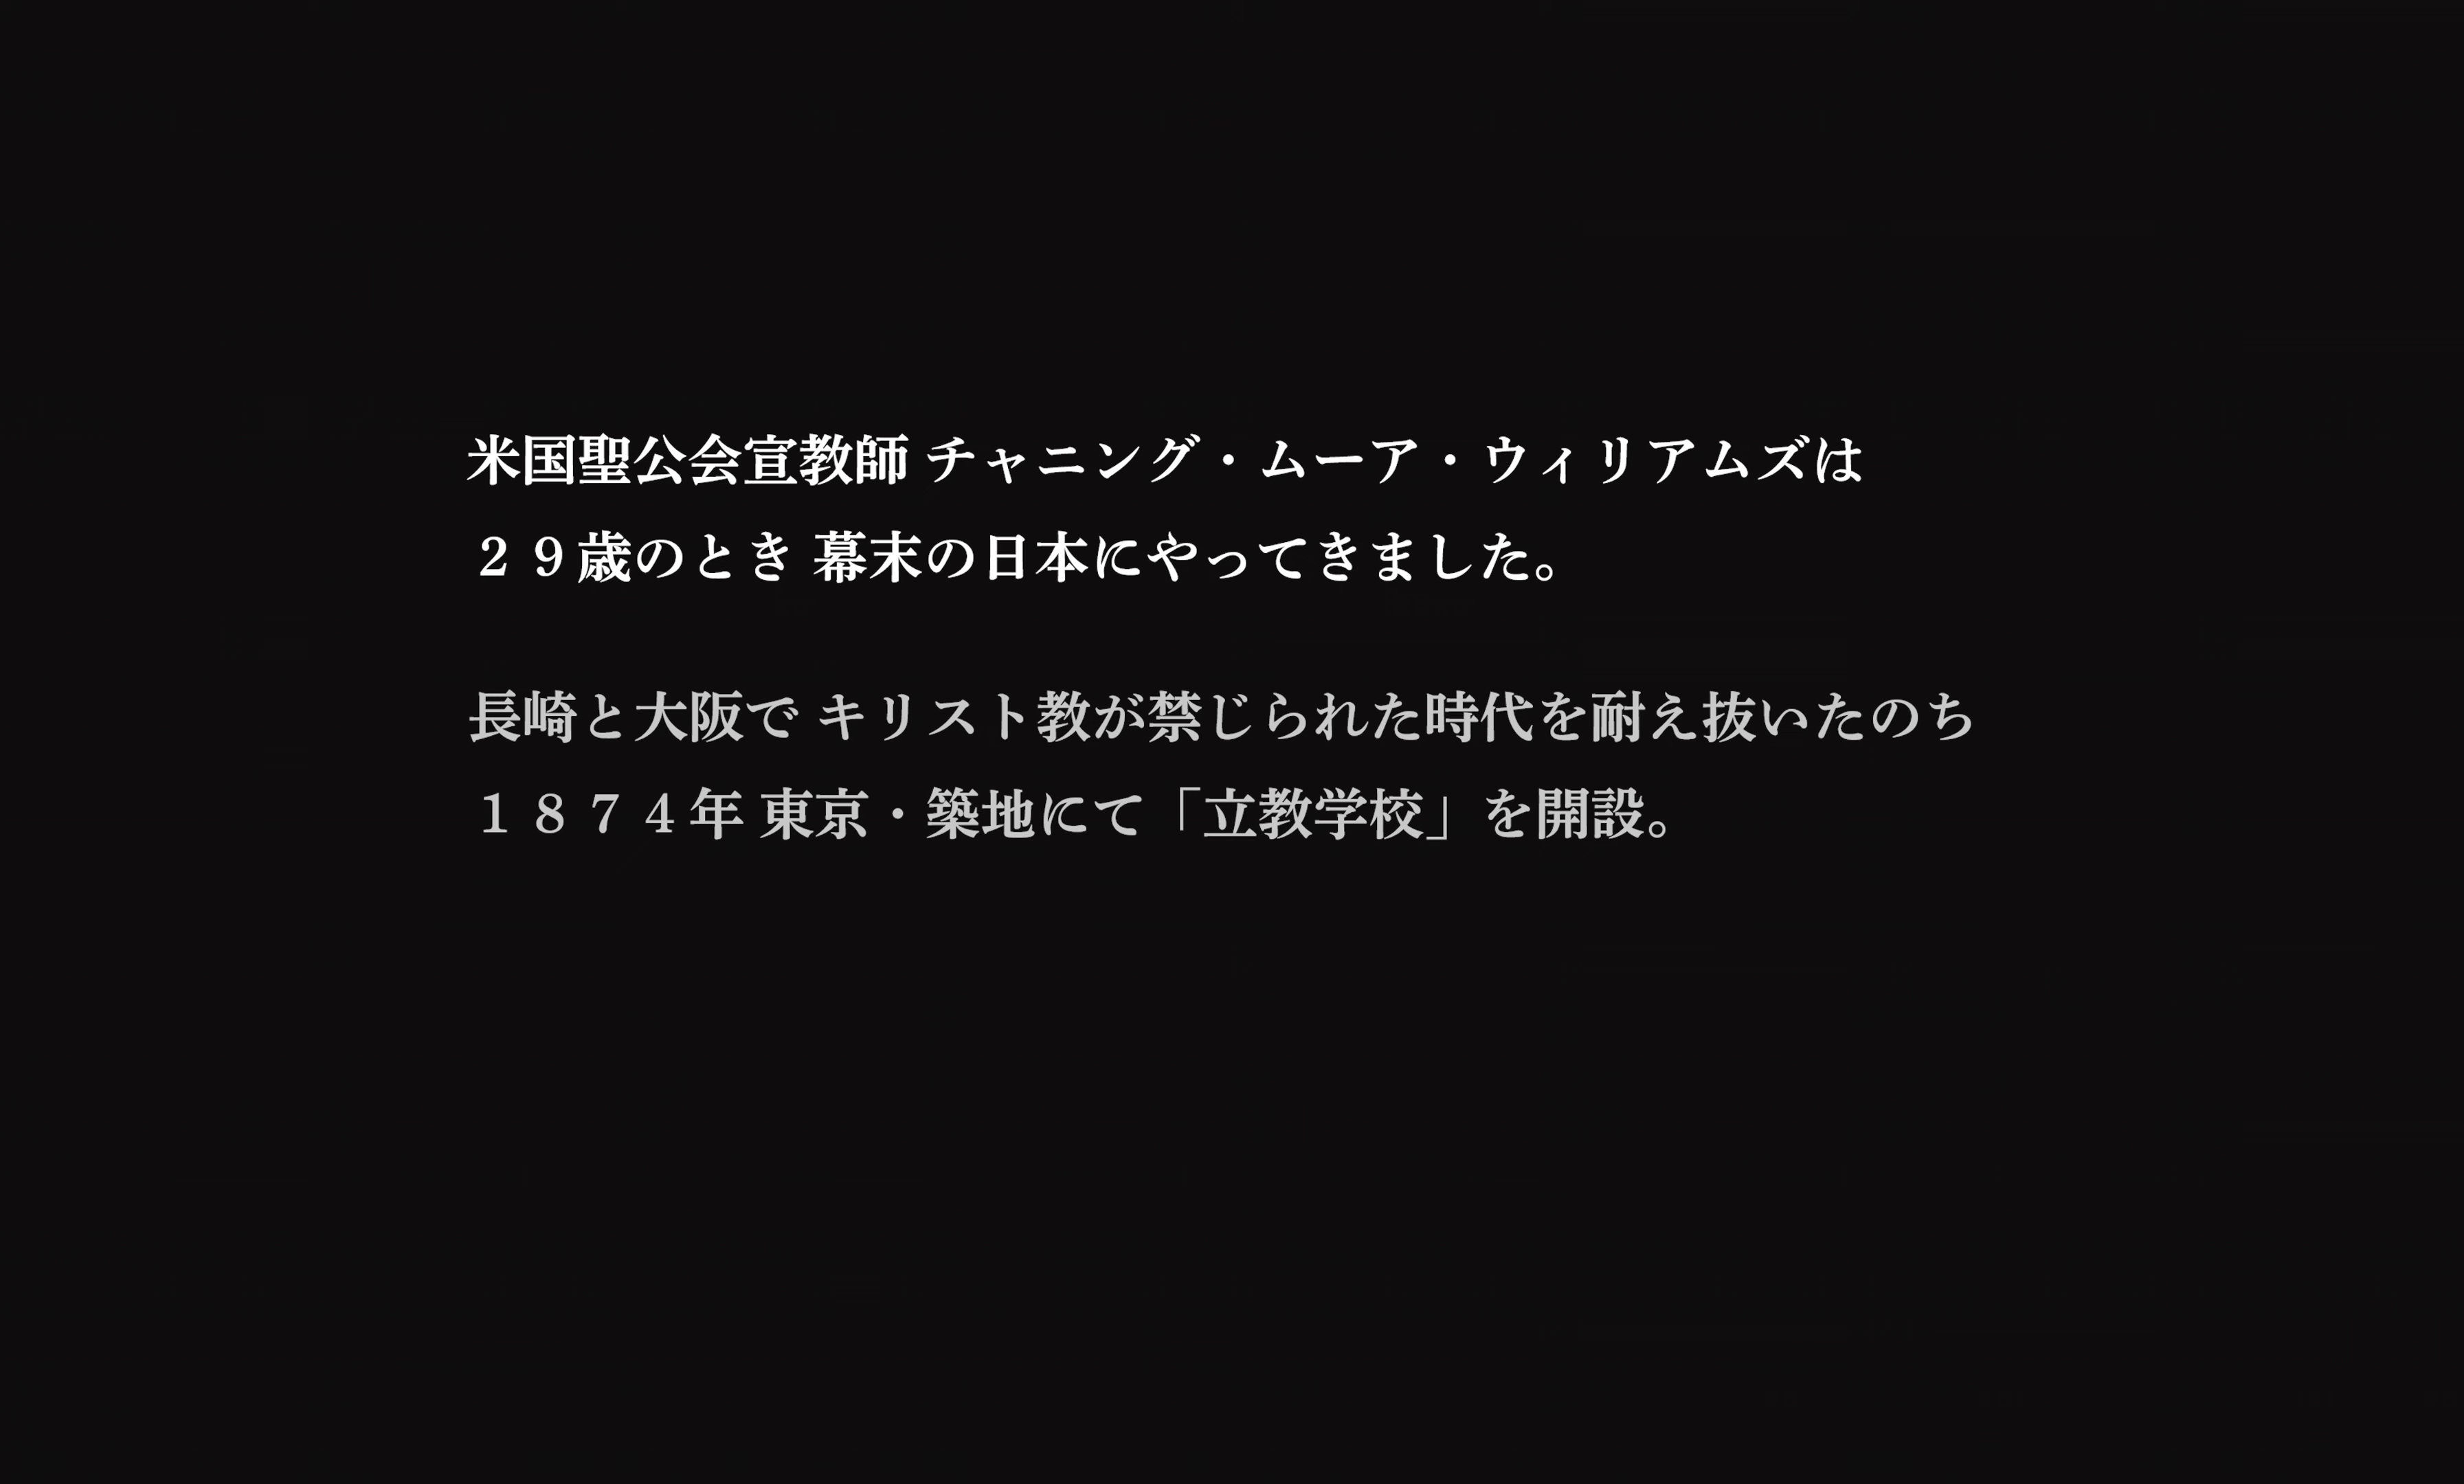 米国聖公会宣教師 チャニング・ムーア・ウィリアムズは
２９歳のとき 幕末の日本にやってきました。
長崎と大阪で キリスト教が禁じられた時代を耐え抜いたのち
１８７４年 東京・築地にて「立教学校」を開設。